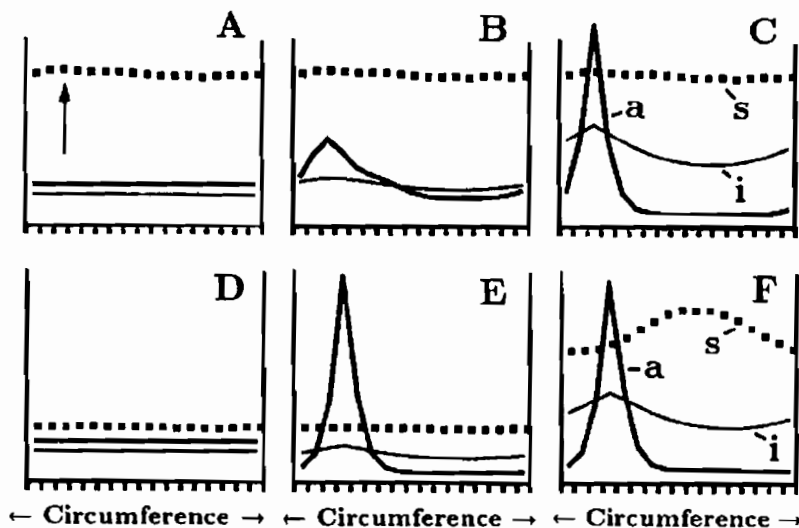 A B C
a s
i
D E F
s
a
i
← Circumference → ← Circumference → ← Circumference →